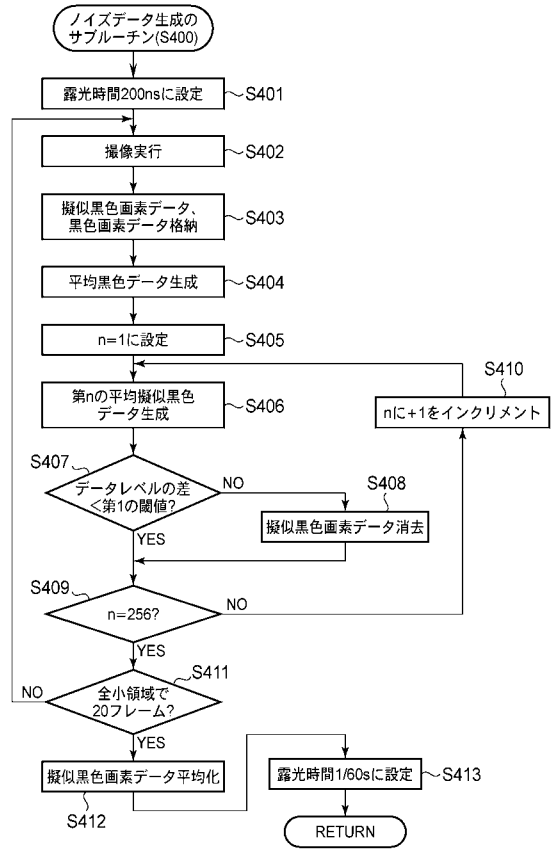 ノイズデータ生成の
サブルーチン(S400)
露光時間200nsに設定
S401
撮像実行
S402
擬似黒色画素データ、
黒色画素データ格納
S403
平均黒色データ生成
S404
n=1に設定
S405
第nの平均擬似黒色
データ生成
S406
S410
nに+1をインクリメント
S407
データレベルの差
<第1の閾値?
NO
YES
S408
擬似黒色画素データ消去
S409
n=256?
NO
YES
S411
全小領域で
20フレーム?
NO
YES
擬似黒色画素データ平均化
S412
露光時間1/60sに設定
S413
RETURN